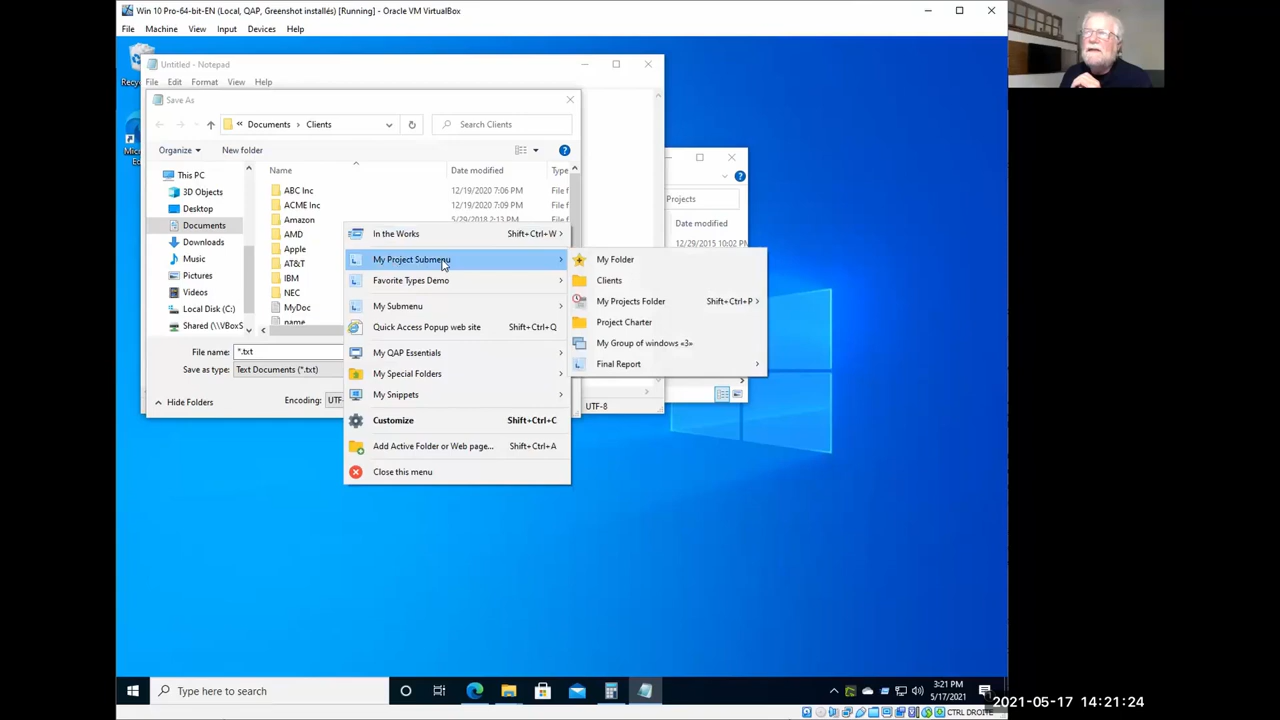 Win 10 Pro-64-bit-EN (Local, QAP, Greenshot installés) [Running] - Oracle VM VirtualBox
File Machine View Input Devices Help
Untitled - Notepad
File Edit Format View Help
Save As
« Documents › Clients
Search Clients
Organize New folder
This PC
3D Objects
Desktop
Documents
Downloads
Music
Pictures
Videos
Local Disk (C:)
Name Date modified Type
ABC Inc 12/19/2020 7:06 PM File f
ACME Inc 12/19/2020 7:09 PM File f
Amazon 5/29/2018 2:13 PM File f
AMD
Apple
AT&T
IBM
NEC
MyDoc
name
File name: *.txt
Save as type: Text Documents (*.txt)
Hide Folders
Encoding:
In the Works Shift+Ctrl+W
My Project Submenu
Favorite Types Demo
My Submenu
Quick Access Popup web site Shift+Ctrl+Q
My QAP Essentials
My Special Folders
My Snippets
Customize Shift+Ctrl+C
Add Active Folder or Web page... Shift+Ctrl+A
Close this menu
My Folder
Clients
My Projects Folder Shift+Ctrl+P
Project Charter
My Group of windows «3»
Final Report
Projects
Date modified
12/29/2015 10:02 PM
UTF-8
Type here to search
3:21 PM
5/17/2021
CTRL DROITE
2021-05-17 14:21:24